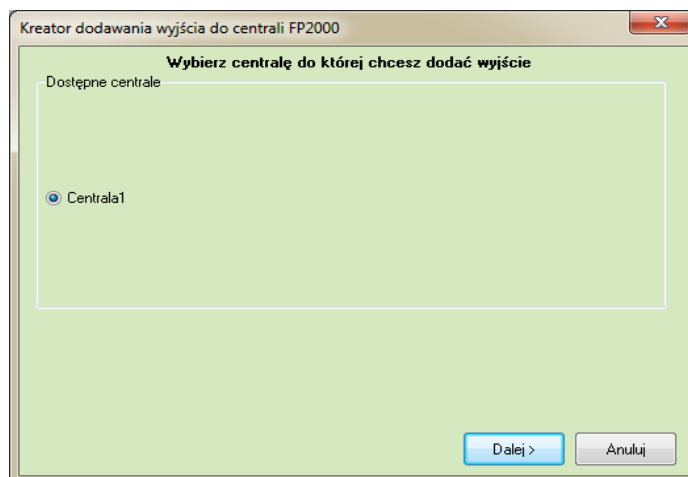 Kreator dodawania wyjścia do centrali FP2000
Wybierz centralę do której chcesz dodać wyjście
Dostępne centrale
Centrala1
Dalej >
Anuluj